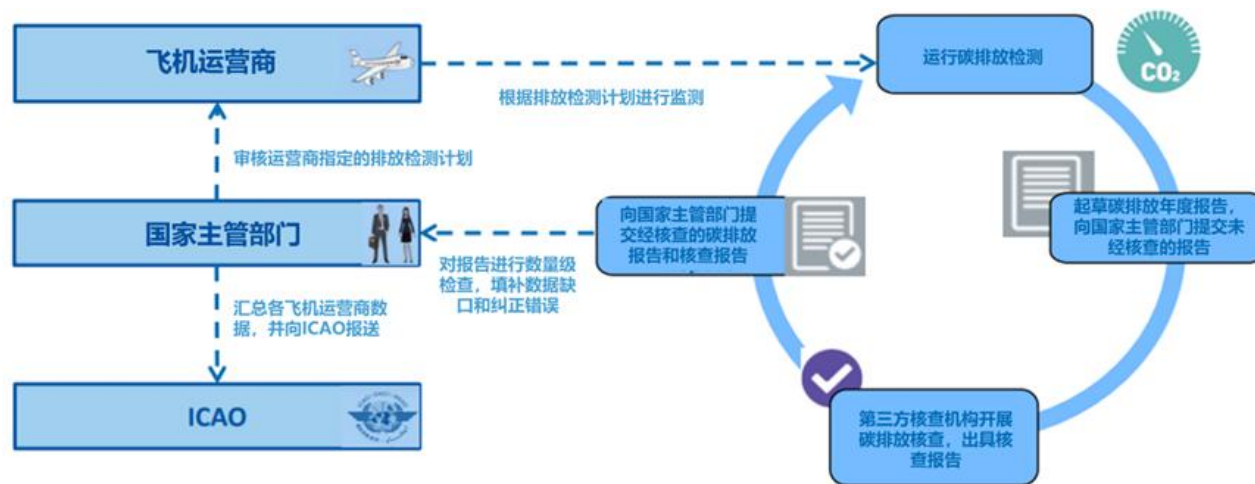 飞机运营商
运行碳排放检测
CO₂
根据排放检测计划进行监测
审核运营商指定的排放检测计划
国家主管部门
向国家主管部门提
交经核查的碳排放
报告和核查报告
起草碳排放年度报告，
向国家主管部门提交未
经核查的报告
对报告进行数量级
检查，填补数据缺
口和纠正错误
汇总各飞机运营商数
据，并向ICAO报送
ICAO
第三方核查机构开展
碳排放核查，出具核
查报告